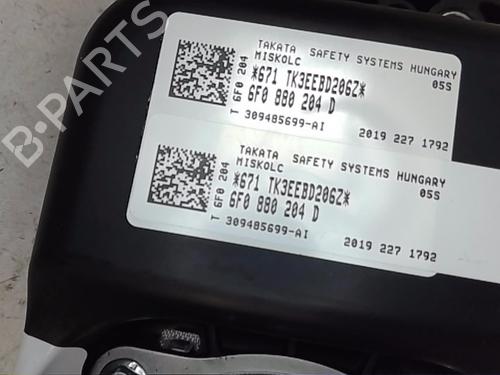 B-PARTS
TAKATA SAFETY SYSTEMS HUNGARY
MISKOLC 05S
*671 TK3EEBD206Z*
6F0 880 204 D
T 6F0 204
309485699-AI
2019 227 1792
TAKATA SAFETY SYSTEMS HUNGARY
MISKOLC 05S
*671 TK3EEBD206Z*
6F0 880 204 D
T 6F0 204
309485699-AI
2019 227 1792